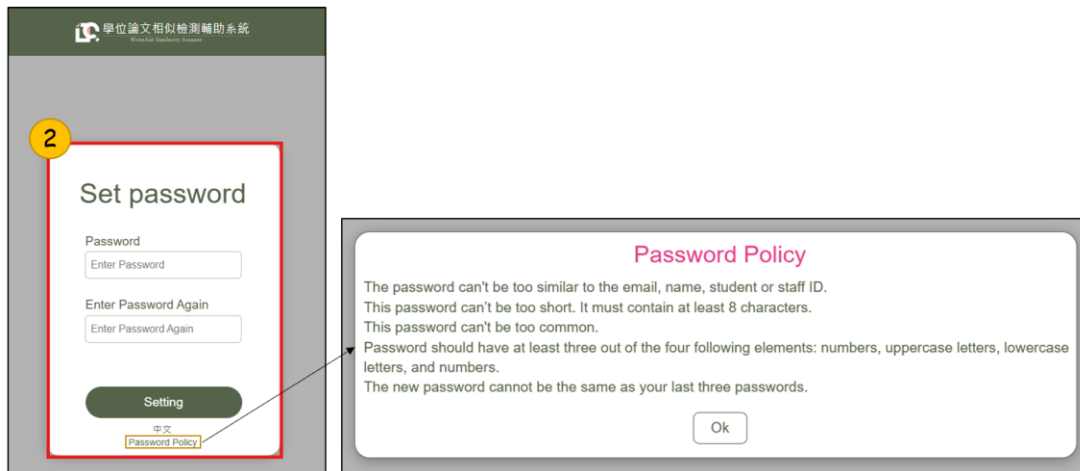 學位論文相似檢測輔助系統
2
Set password
Password
Enter Password
Enter Password Again
Enter Password Again
Setting
中文
Password Policy
Password Policy
The password can't be too similar to the email, name, student or staff ID.
This password can't be too short. It must contain at least 8 characters.
This password can't be too common.
Password should have at least three out of the four following elements: numbers, uppercase letters, lowercase
letters, and numbers.
The new password cannot be the same as your last three passwords.
Ok